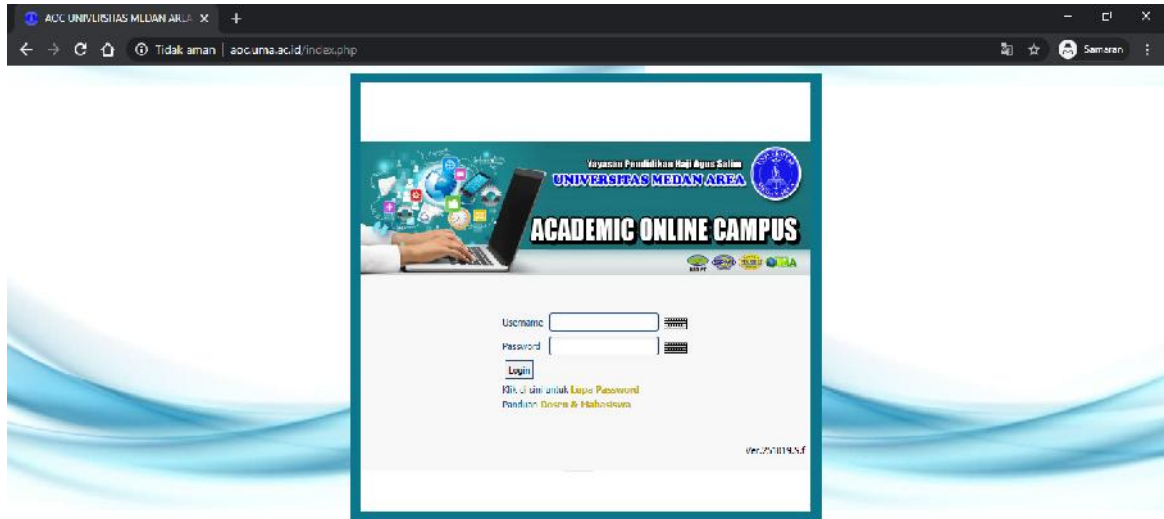 AOC UNIVERSITAS MEDAN AREA
Tidak aman | aoc.uma.ac.id/index.php
Samaran
Yayasan Pendidikan Haji Agus Salim
UNIVERSITAS MEDAN AREA
ACADEMIC ONLINE CAMPUS
Username
Password
Login
Klik di sini untuk Lupa Password
Panduan Dosen & Mahasiswa